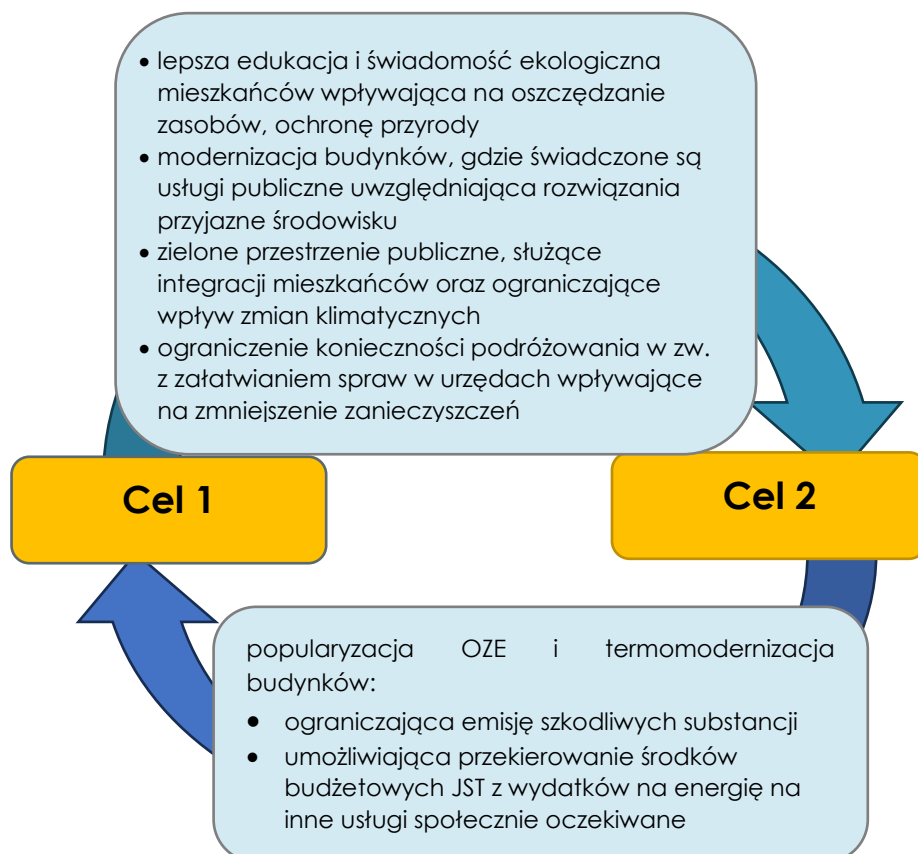 • lepsza edukacja i świadomość ekologiczna
mieszkańców wpływająca na oszczędzanie
zasobów, ochronę przyrody
• modernizacja budynków, gdzie świadczone są
usługi publiczne uwzględniająca rozwiązania
przyjazne środowisku
• zielone przestrzenie publiczne, służące
integracji mieszkańców oraz ograniczające
wpływ zmian klimatycznych
• ograniczenie konieczności podróżowania w zw.
z załatwianiem spraw w urzędach wpływające
na zmniejszenie zanieczyszczeń
Cel 1
Cel 2
popularyzacja OZE i termomodernizacja
budynków:
• ograniczająca emisję szkodliwych substancji
• umożliwiająca przekierowanie środków
budżetowych JST z wydatków na energię na
inne usługi społecznie oczekiwane